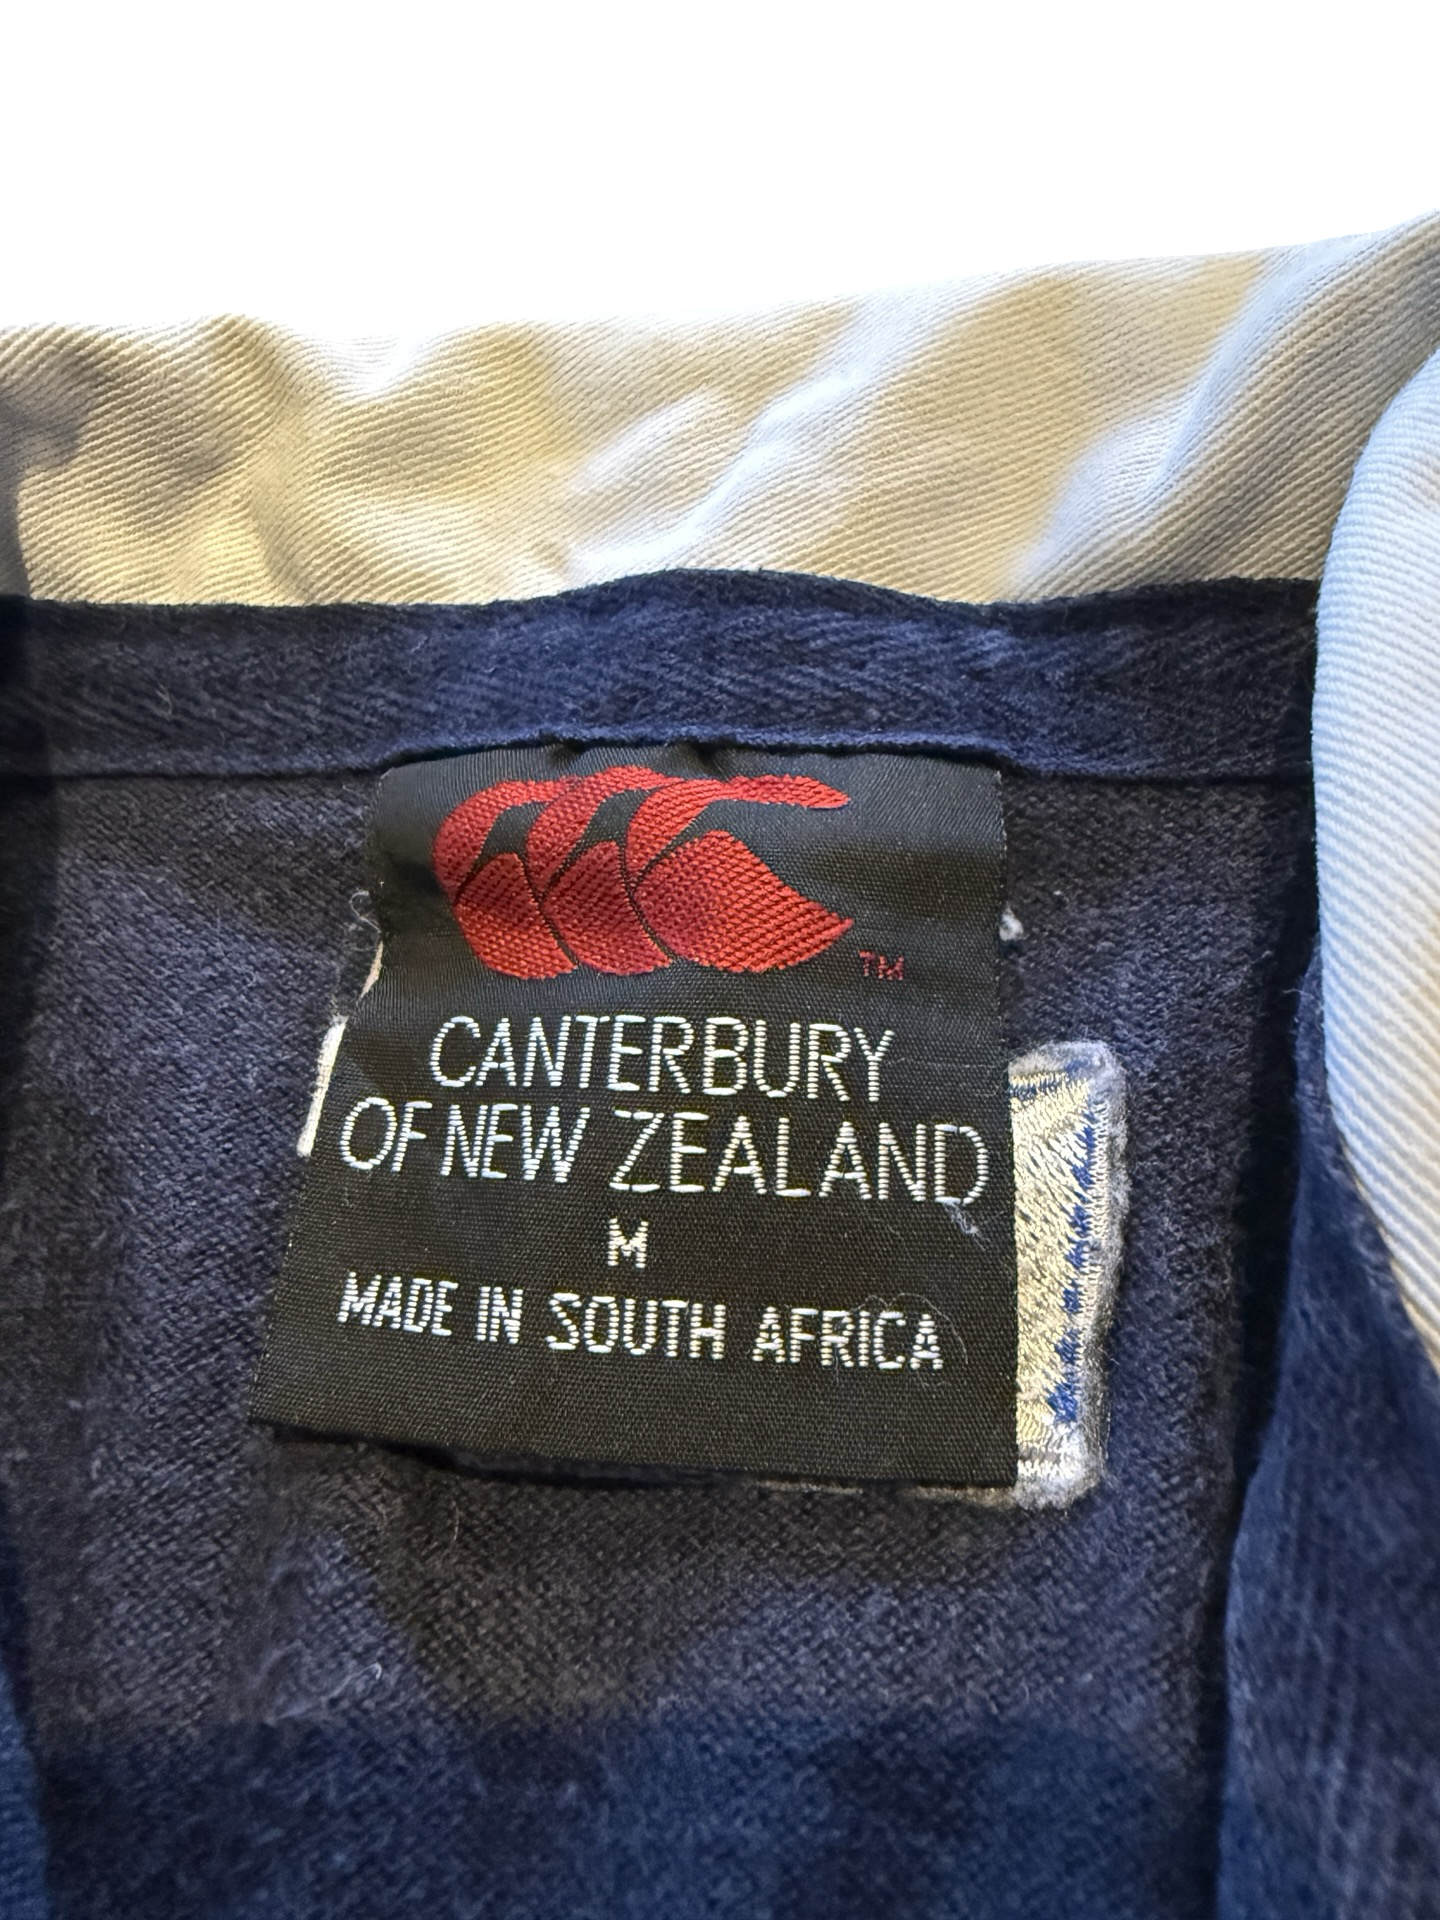 TM
CANTERBURY
OF NEW ZEALAND
M
MADE IN SOUTH AFRICA